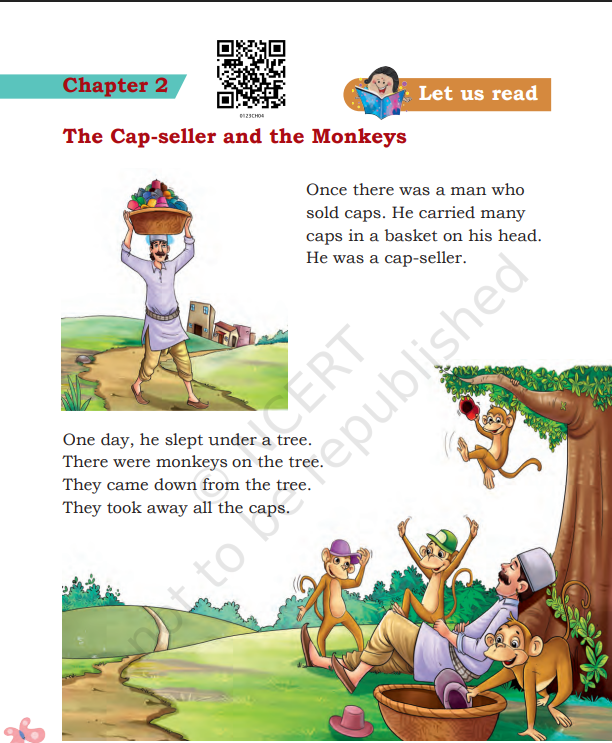 Chapter 2
0123CH04
Let us read
The Cap-seller and the Monkeys
Once there was a man who
sold caps. He carried many
caps in a basket on his head.
He was a cap-seller.
One day, he slept under a tree.
There were monkeys on the tree.
They came down from the tree.
They took away all the caps.
© NCERT
not to be republished